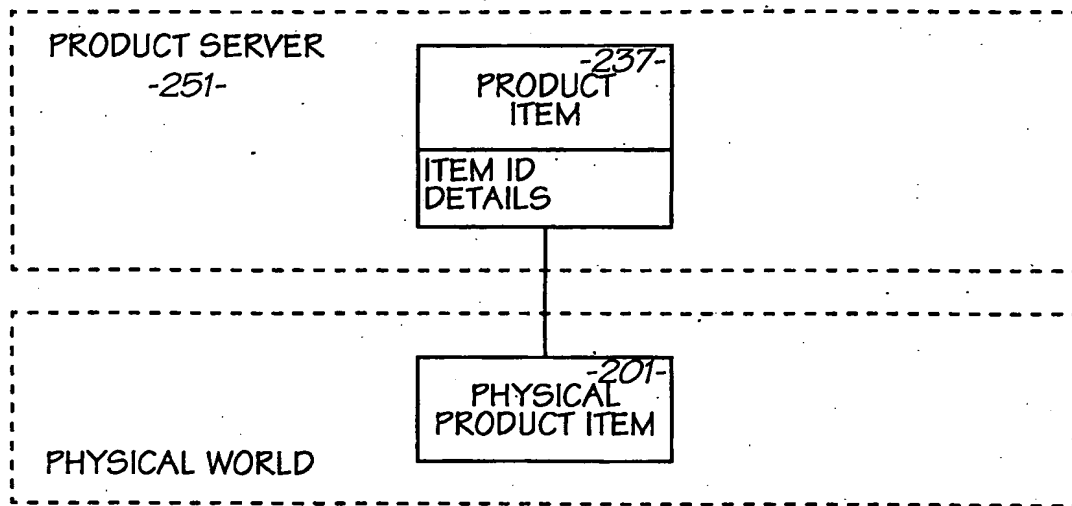 PRODUCT SERVER
-251-
-237-
PRODUCT
ITEM
ITEM ID
DETAILS
-201-
PHYSICAL
PRODUCT ITEM
PHYSICAL WORLD